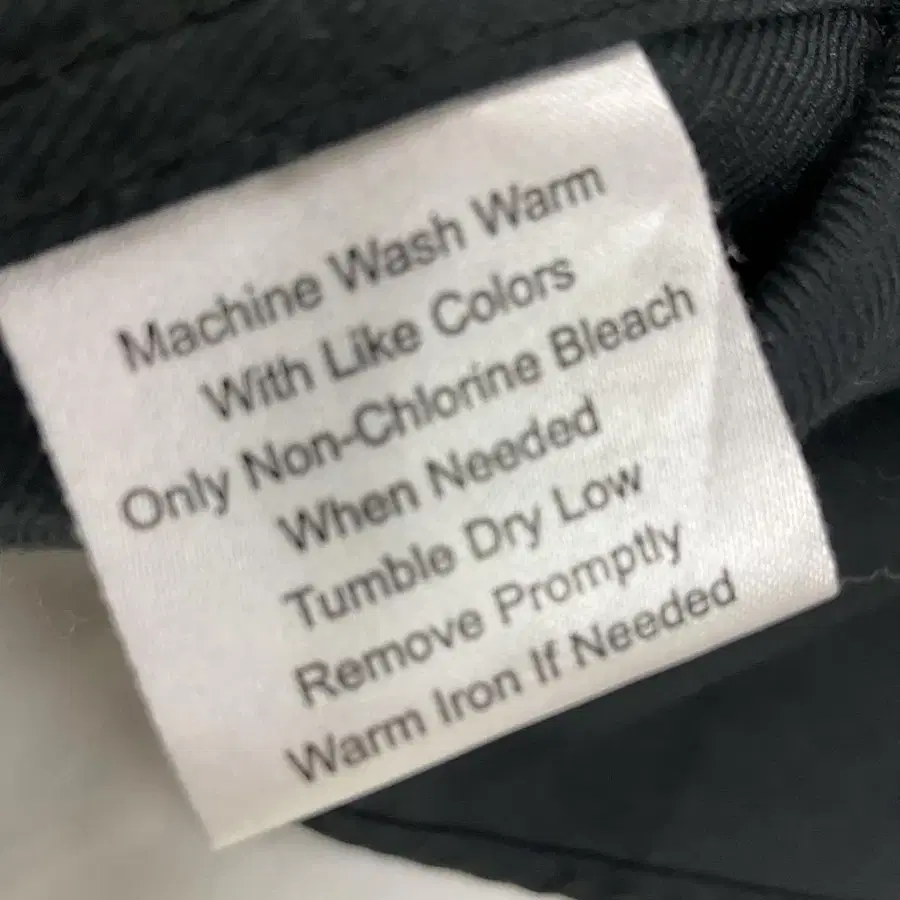 Machine Wash Warm
With Like Colors
Only Non-Chlorine Bleach
When Needed
Tumble Dry Low
Remove Promptly
Warm Iron If Needed